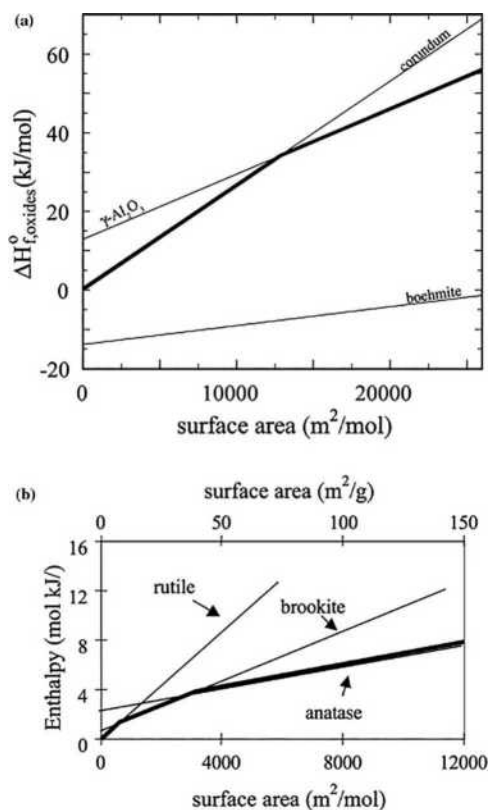 (a)
60
40
20
0
-20
ΔH°f,oxides(kJ/mol)
corundum
γ-Al₂O₃
boehmite
0
10000
20000
surface area (m²/mol)
(b)
surface area (m²/g)
0
50
100
150
16
12
8
4
0
Enthalpy (mol kJ/)
rutile
brookite
anatase
0
4000
8000
12000
surface area (m²/mol)